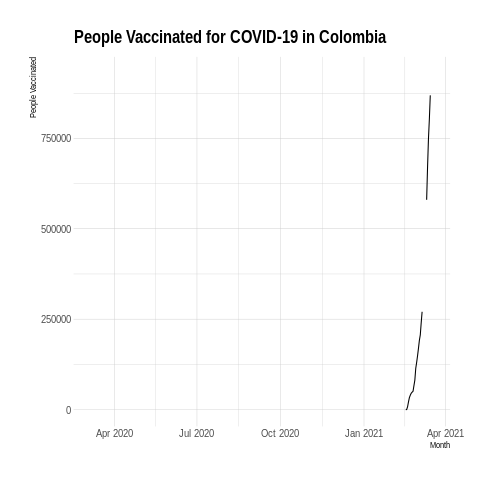 People Vaccinated for COVID-19 in Colombia
People Vaccinated
750000
500000
250000
0
Apr 2020 Jul 2020 Oct 2020 Jan 2021 Apr 2021
Month